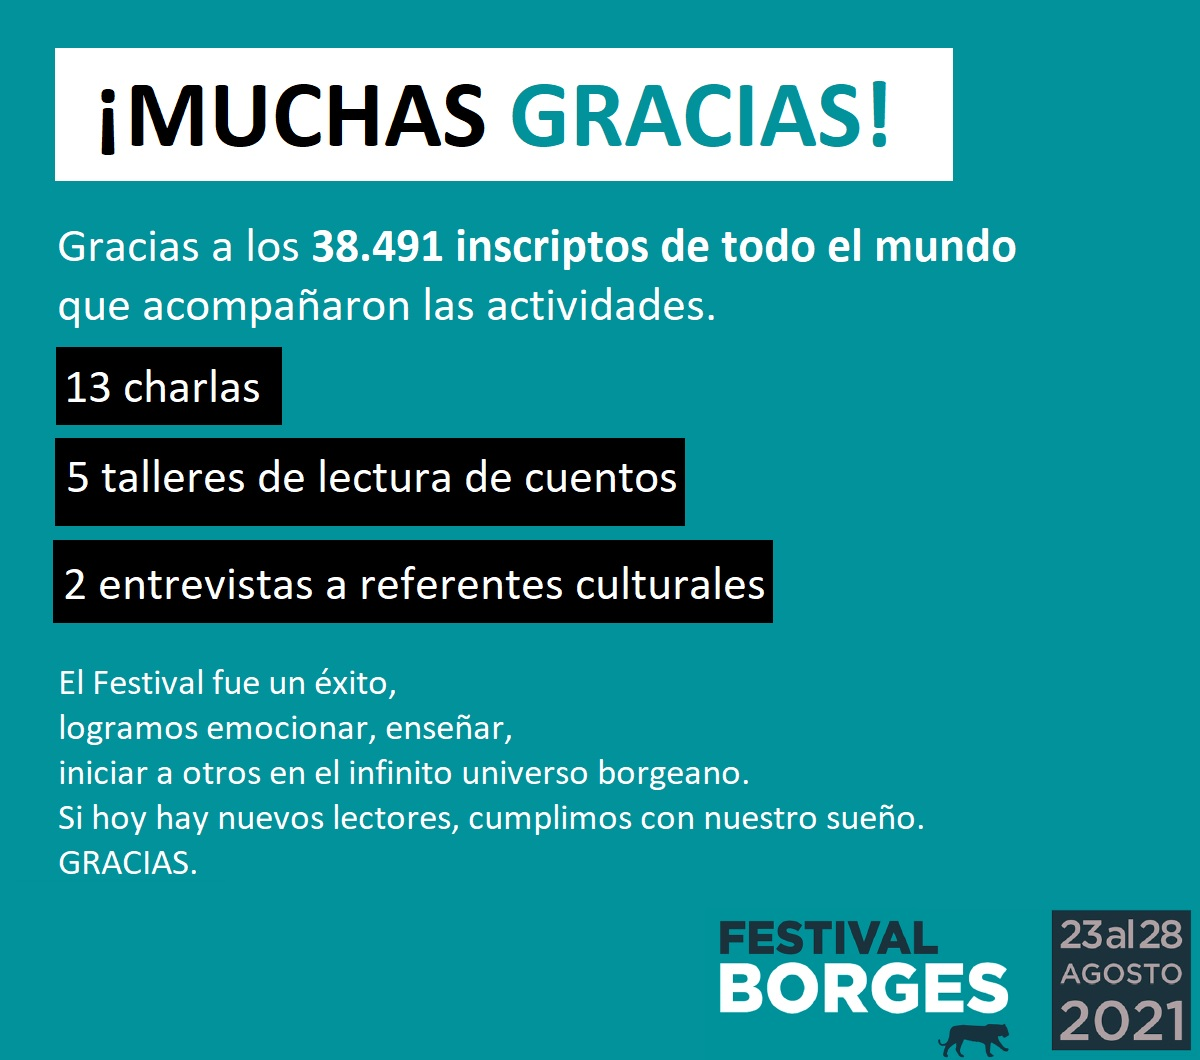 ¡MUCHAS GRACIAS!
Gracias a los 38.491 inscriptos de todo el mundo
que acompañaron las actividades.
13 charlas
5 talleres de lectura de cuentos
2 entrevistas a referentes culturales
El Festival fue un éxito,
logramos emocionar, enseñar,
iniciar a otros en el infinito universo borgeano.
Si hoy hay nuevos lectores, cumplimos con nuestro sueño.
GRACIAS.
FESTIVAL
BORGES
23 al 28
AGOSTO
2021